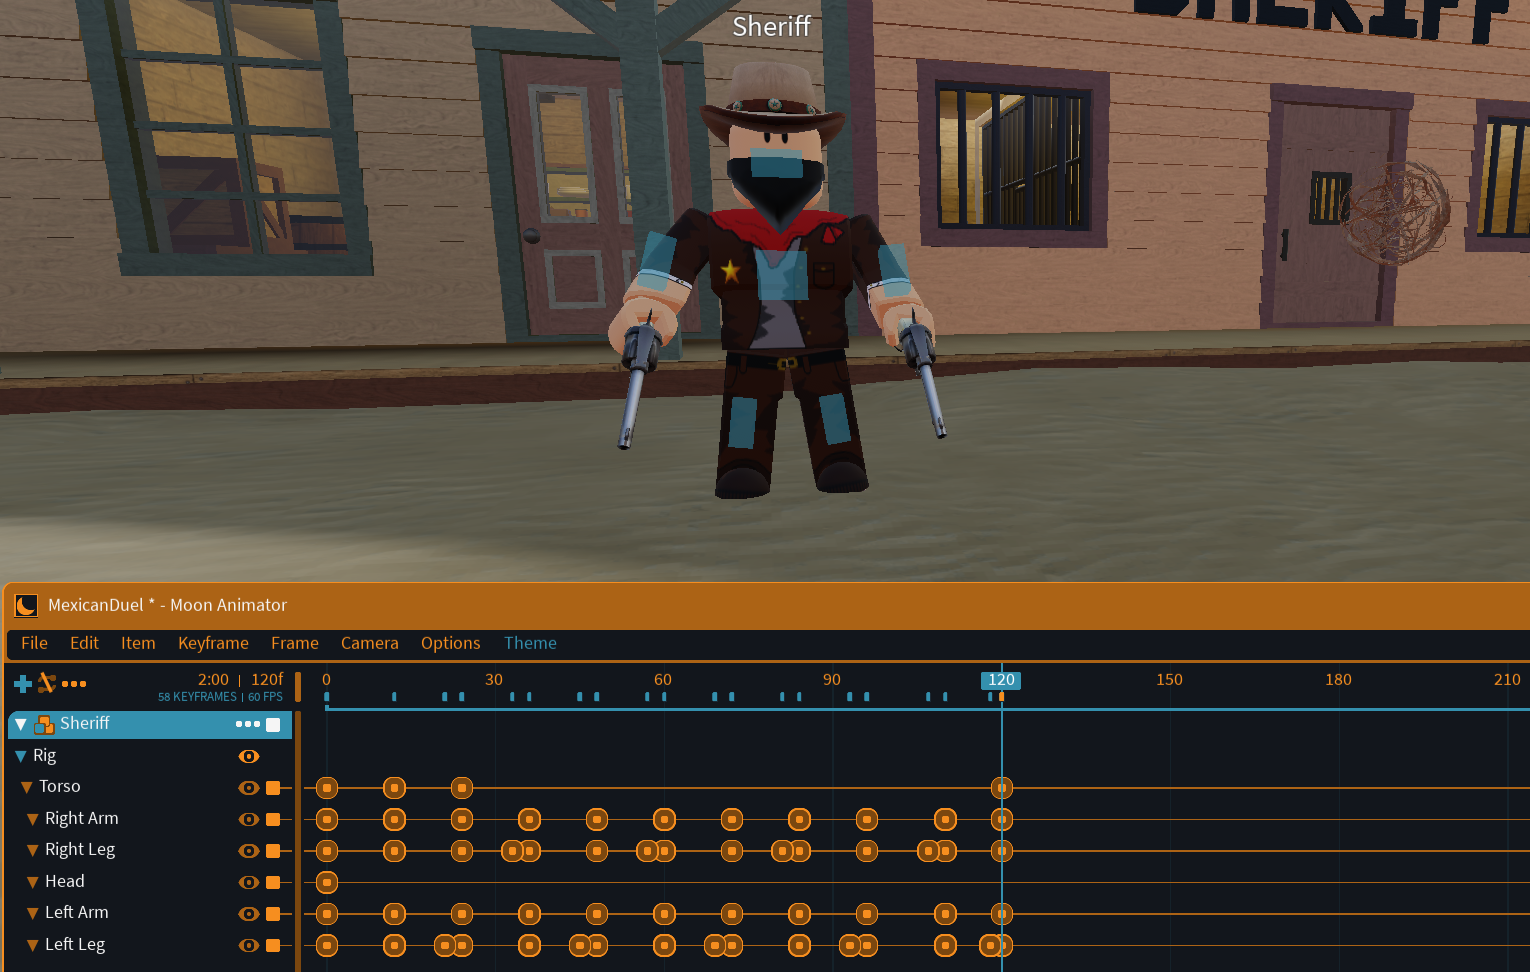 Sheriff
SHERIFF
MexicanDuel * - Moon Animator
File Edit Item Keyframe Frame Camera Options Theme
2:00 | 120f 0 30 60 90 120 150 180 210
58 KEYFRAMES | 60 FPS
Sheriff
Rig
Torso
Right Arm
Right Leg
Head
Left Arm
Left Leg